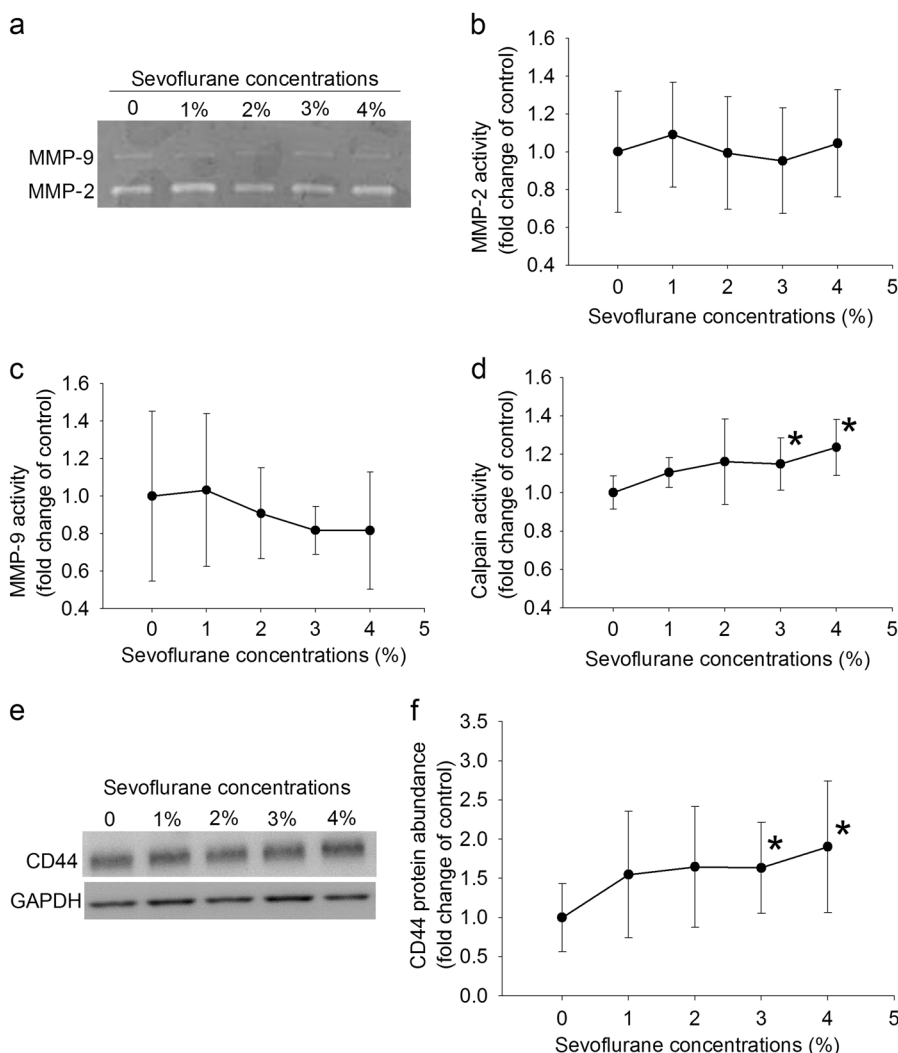 a
Sevoflurane concentrations
0 1% 2% 3% 4%
MMP-9
MMP-2
b
MMP-2 activity
(fold change of control)
1.6
1.4
1.2
1.0
0.8
0.6
0.4
0 1 2 3 4 5
Sevoflurane concentrations (%)
c
MMP-9 activity
(fold change of control)
1.6
1.4
1.2
1.0
0.8
0.6
0.4
0 1 2 3 4 5
Sevoflurane concentrations (%)
d
Calpain activity
(fold change of control)
1.6
1.4
1.2
1.0
0.8
0.6
0.4
* *
0 1 2 3 4 5
Sevoflurane concentrations (%)
e
Sevoflurane concentrations
0 1% 2% 3% 4%
CD44
GAPDH
f
CD44 protein abundance
(fold change of control)
3.5
3.0
2.5
2.0
1.5
1.0
0.5
0.0
* *
0 1 2 3 4 5
Sevoflurane concentrations (%)